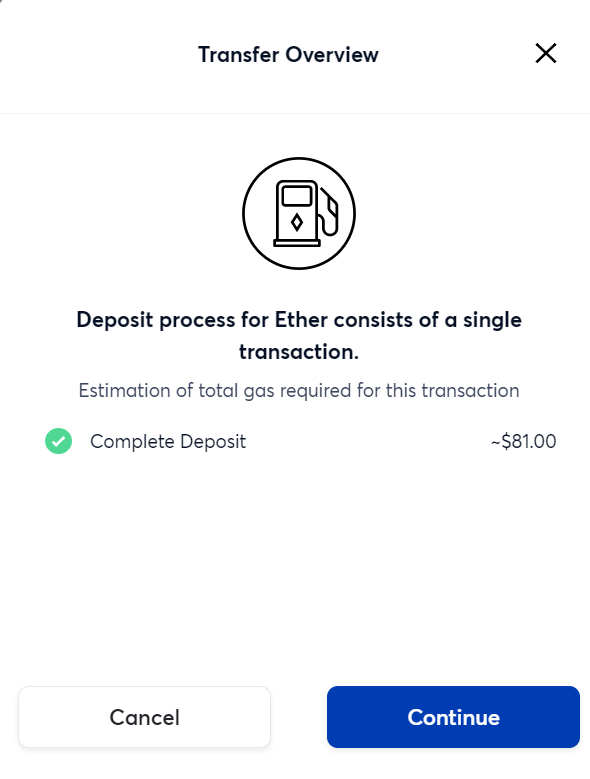 Transfer Overview
Deposit process for Ether consists of a single
transaction.
Estimation of total gas required for this transaction
Complete Deposit ~$81.00
Cancel Continue